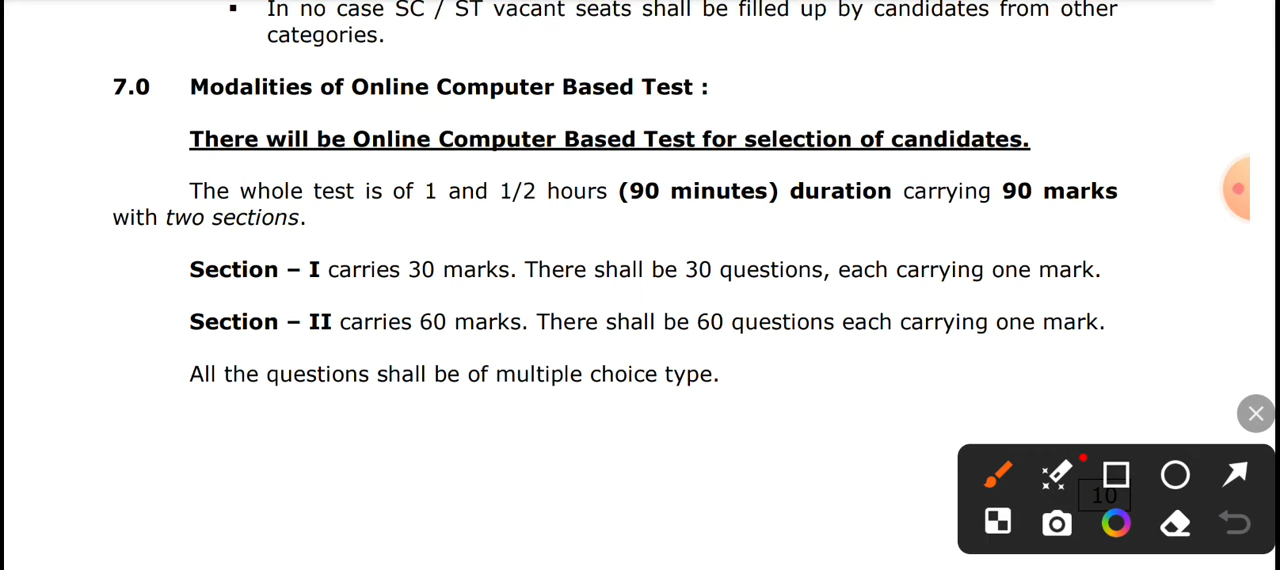 ▪ In no case SC / ST vacant seats shall be filled up by candidates from other
categories.
7.0 Modalities of Online Computer Based Test :
There will be Online Computer Based Test for selection of candidates.
The whole test is of 1 and 1/2 hours (90 minutes) duration carrying 90 marks
with two sections.
Section – I carries 30 marks. There shall be 30 questions, each carrying one mark.
Section – II carries 60 marks. There shall be 60 questions each carrying one mark.
All the questions shall be of multiple choice type.
10